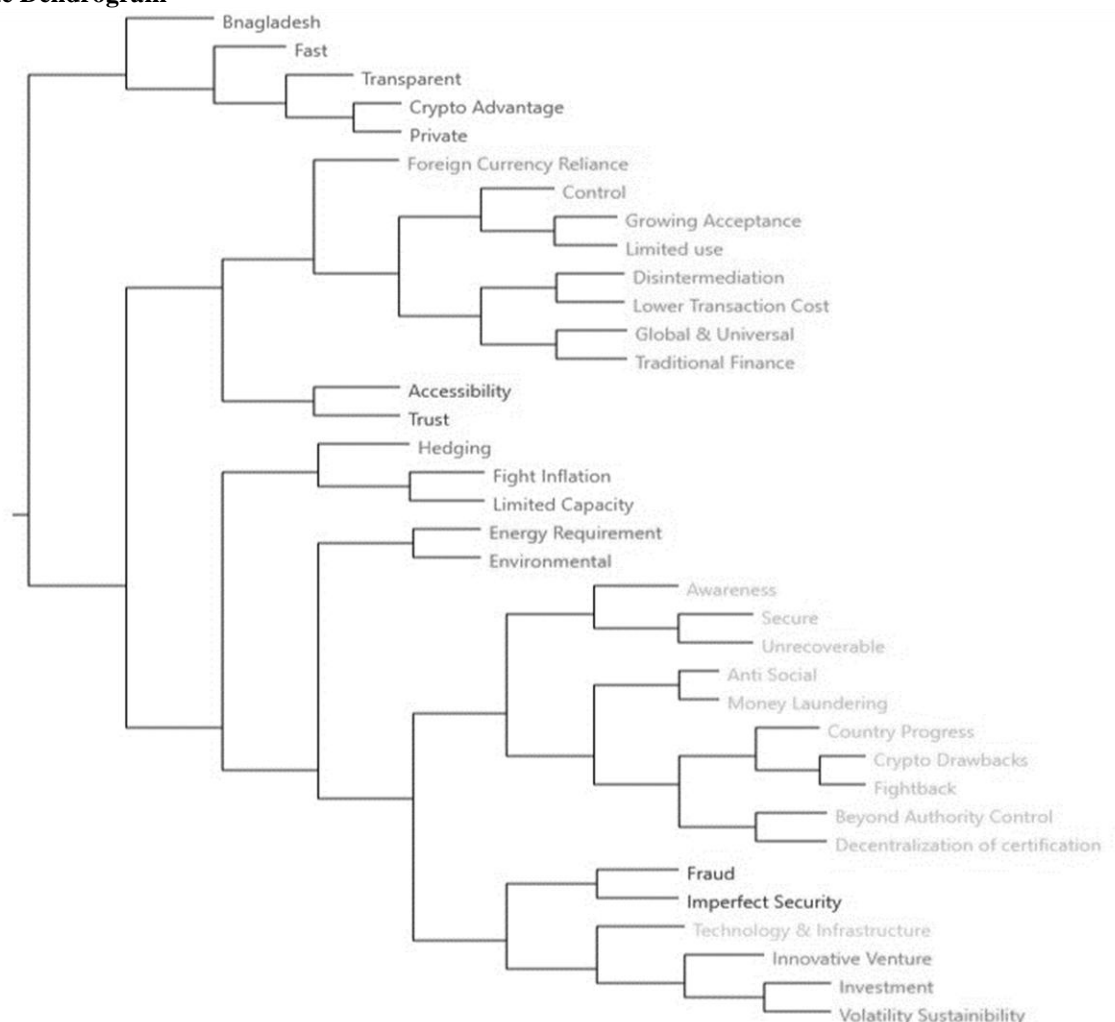 Dendrogram
Bnagladesh
Fast
Transparent
Crypto Advantage
Private
Foreign Currency Reliance
Control
Growing Acceptance
Limited use
Disintermediation
Lower Transaction Cost
Global & Universal
Traditional Finance
Accessibility
Trust
Hedging
Fight Inflation
Limited Capacity
Energy Requirement
Environmental
Awareness
Secure
Unrecoverable
Anti Social
Money Laundering
Country Progress
Crypto Drawbacks
Fightback
Beyond Authority Control
Decentralization of certification
Fraud
Imperfect Security
Technology & Infrastructure
Innovative Venture
Investment
Volatility Sustainibility